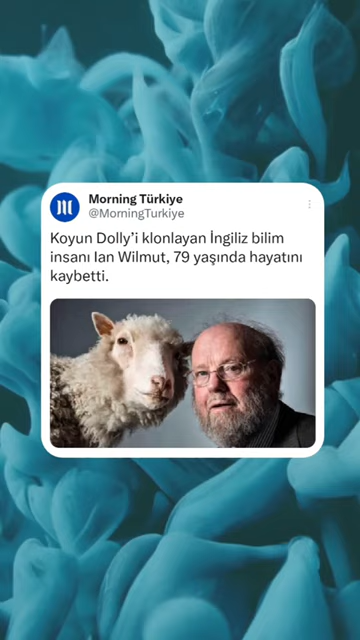 Morning Türkiye
@MorningTurkiye
Koyun Dolly'i klonlayan İngiliz bilim
insanı Ian Wilmut, 79 yaşında hayatını
kaybetti.